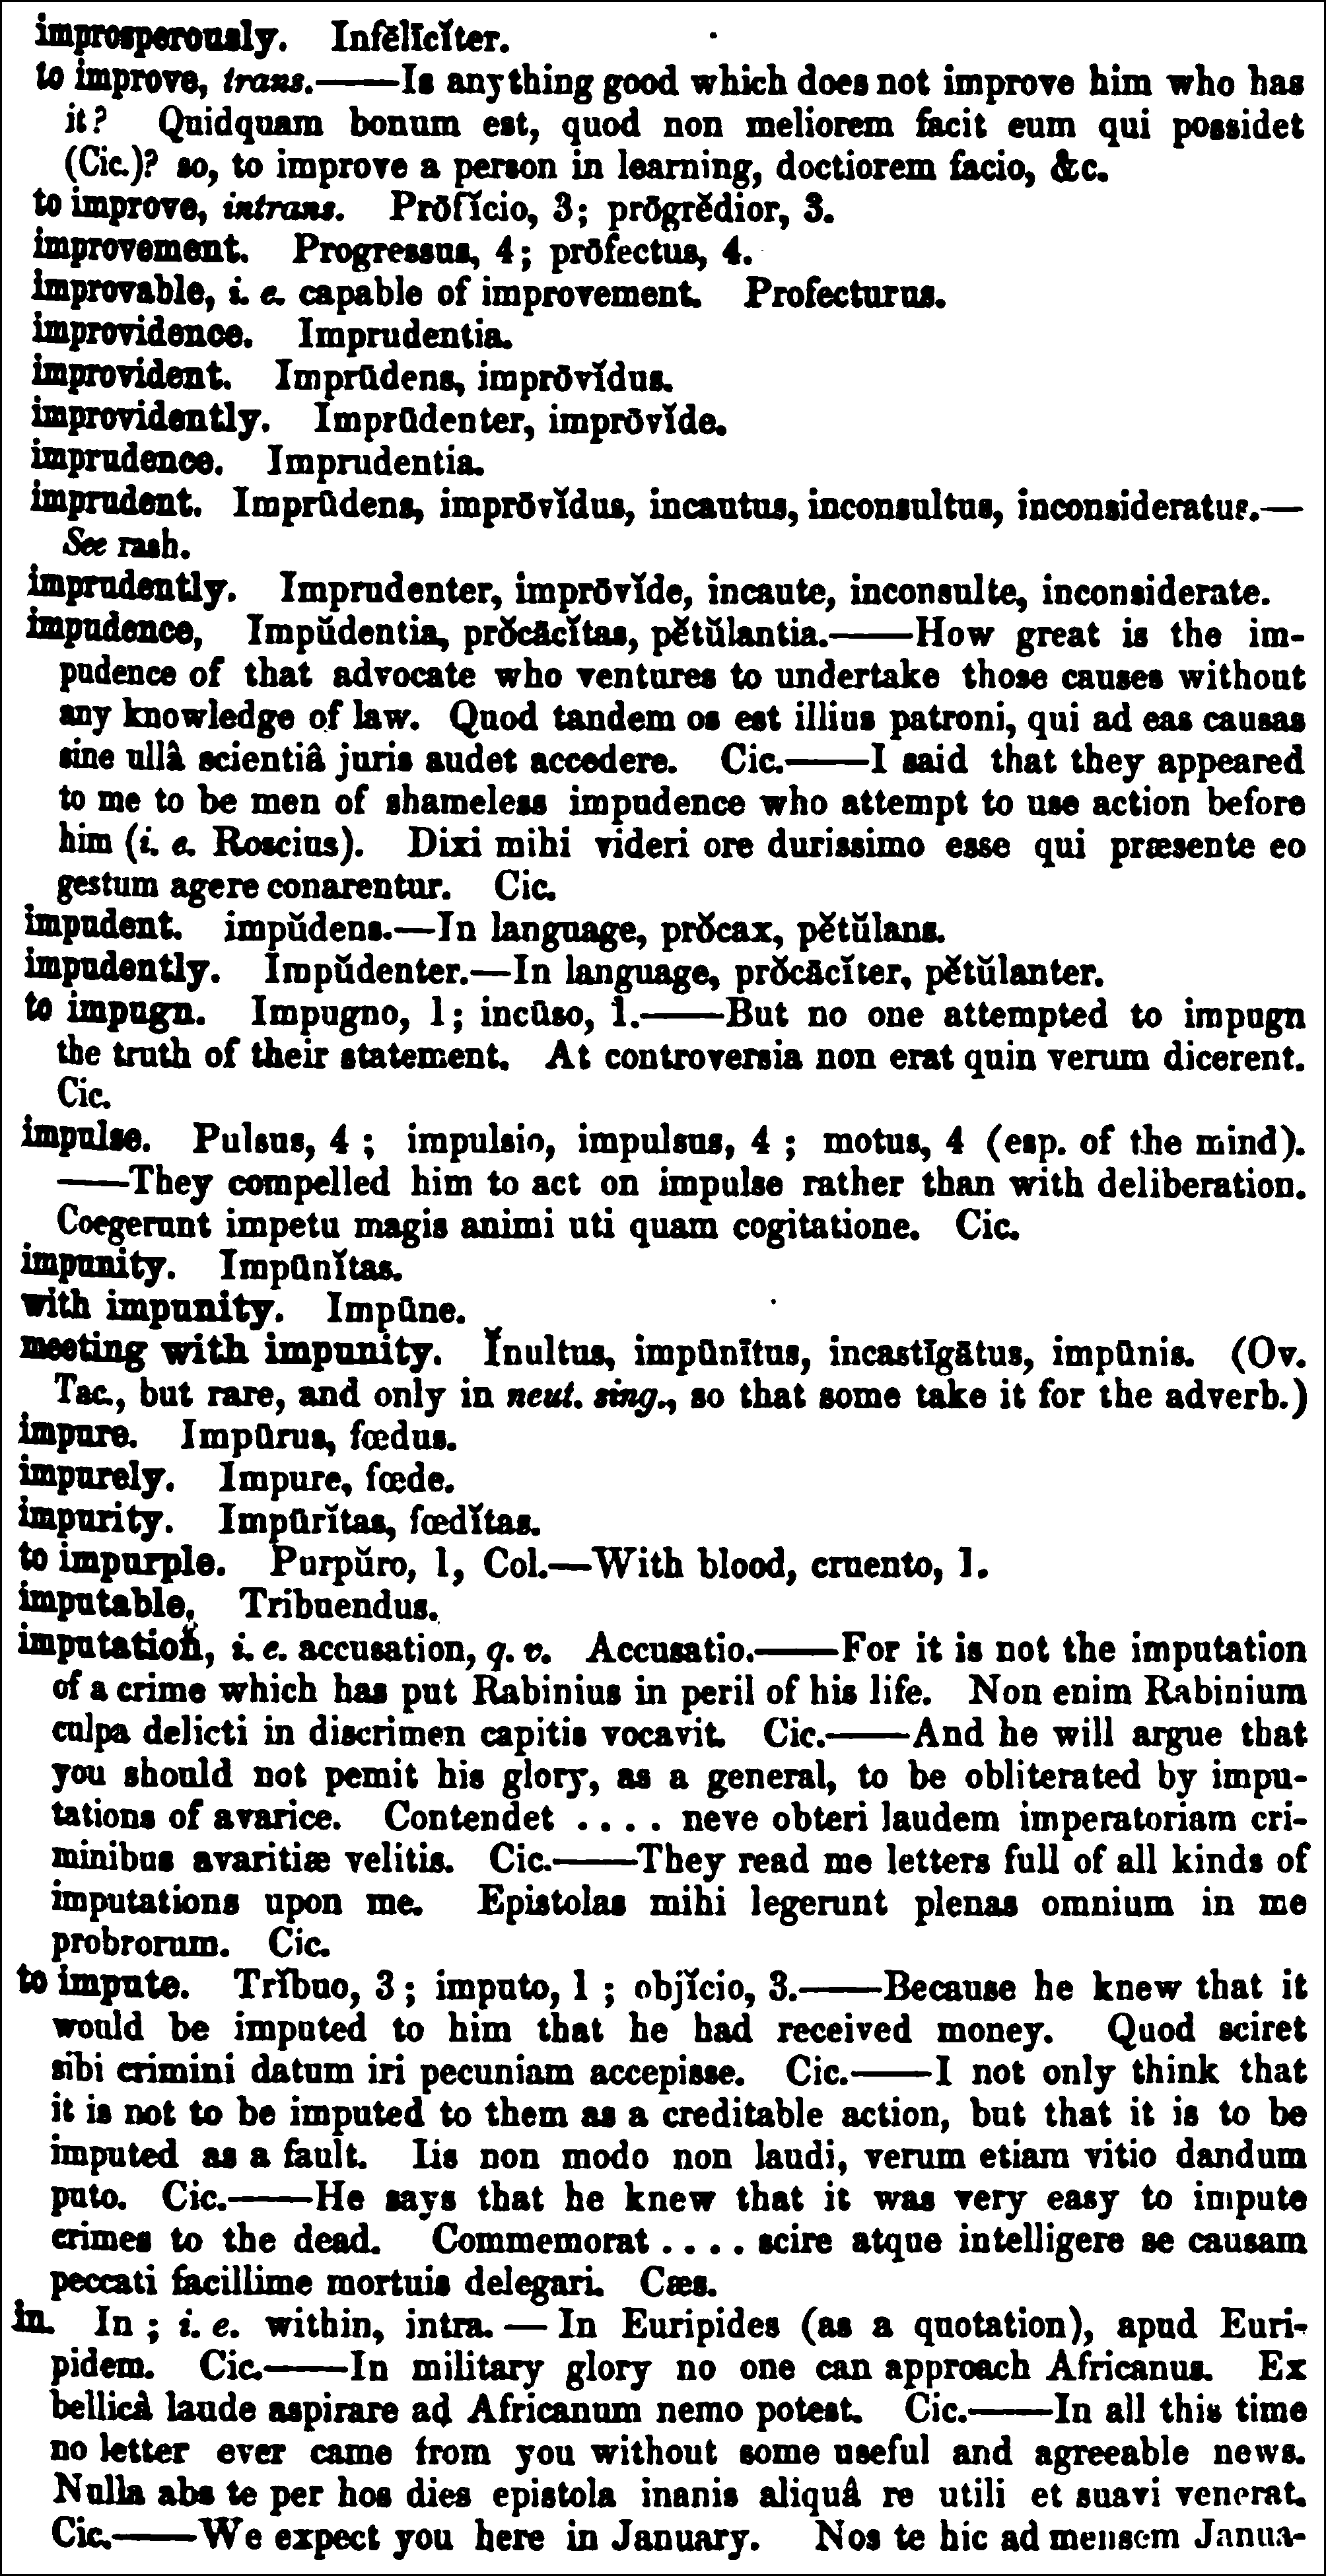 improsperously. Infēlīcĭter.
to improve, trans.——Is anything good which does not improve him who has
it? Quidquam bonum est, quod non meliorem facit eum qui possidet
(Cic.)? so, to improve a person in learning, doctiorem facio, &c.
to improve, intrans. Prōfĭcio, 3; prōgrĕdior, 3.
improvement. Progressus, 4; prōfectus, 4.
improvable, i. e. capable of improvement. Profecturus.
improvidence. Imprudentia.
improvident. Imprūdens, imprōvĭdus.
improvidently. Imprūdenter, imprōvĭde.
imprudence. Imprudentia.
imprudent. Imprūdens, imprōvĭdus, incautus, inconsultus, inconsideratus.—
See rash.
imprudently. Imprudenter, imprōvĭde, incaute, inconsulte, inconsiderate.
impudence, Impŭdentia, prŏcācĭtas, pĕtŭlantia.——How great is the im-
pudence of that advocate who ventures to undertake those causes without
any knowledge of law. Quod tandem os est illius patroni, qui ad eas causas
sine ullâ scientiâ juris audet accedere. Cic.——I said that they appeared
to me to be men of shameless impudence who attempt to use action before
him (i. e. Roscius). Dixi mihi videri ore durissimo esse qui præsente eo
gestum agere conarentur. Cic.
impudent. impŭdens.—In language, prŏcax, pĕtŭlans.
impudently. Impŭdenter.—In language, prŏcācĭter, pĕtŭlanter.
to impugn. Impugno, 1; incūso, 1.——But no one attempted to impugn
the truth of their statement. At controversia non erat quin verum dicerent.
Cic.
impulse. Pulsus, 4; impulsio, impulsus, 4; motus, 4 (esp. of the mind).
——They compelled him to act on impulse rather than with deliberation.
Coegerunt impetu magis animi uti quam cogitatione. Cic.
impunity. Impūnĭtas.
with impunity. Impūne.
meeting with impunity. Ĭnultus, impūnītus, incastīgātus, impūnis. (Ov.
Tac., but rare, and only in neut. sing., so that some take it for the adverb.)
impure. Impūrus, fœdus.
impurely. Impure, fœde.
impurity. Impūrĭtas, fœdĭtas.
to impurple. Purpŭro, 1, Col.—With blood, cruento, 1.
imputable. Tribuendus.
imputation, i. e. accusation, q. v. Accusatio.——For it is not the imputation
of a crime which has put Rabinius in peril of his life. Non enim Rabinium
culpa delicti in discrimen capitis vocavit. Cic.——And he will argue that
you should not pemit his glory, as a general, to be obliterated by impu-
tations of avarice. Contendet .... neve obteri laudem imperatoriam cri-
minibus avaritiæ velitis. Cic.——They read me letters full of all kinds of
imputations upon me. Epistolas mihi legerunt plenas omnium in me
probrorum. Cic.
to impute. Trĭbuo, 3; imputo, 1; objĭcio, 3.——Because he knew that it
would be imputed to him that he had received money. Quod sciret
sibi crimini datum iri pecuniam accepisse. Cic.——I not only think that
it is not to be imputed to them as a creditable action, but that it is to be
imputed as a fault. Iis non modo non laudi, verum etiam vitio dandum
puto. Cic.——He says that he knew that it was very easy to impute
crimes to the dead. Commemorat .... scire atque intelligere se causam
peccati facillime mortuis delegari. Cæs.
in. In; i. e. within, intra.—In Euripides (as a quotation), apud Euri-
pidem. Cic.——In military glory no one can approach Africanus. Ex
bellicâ laude aspirare ad Africanum nemo potest. Cic.——In all this time
no letter ever came from you without some useful and agreeable news.
Nulla abs te per hos dies epistola inanis aliquâ re utili et suavi venerat.
Cic.——We expect you here in January. Nos te hic ad mensem Janua-